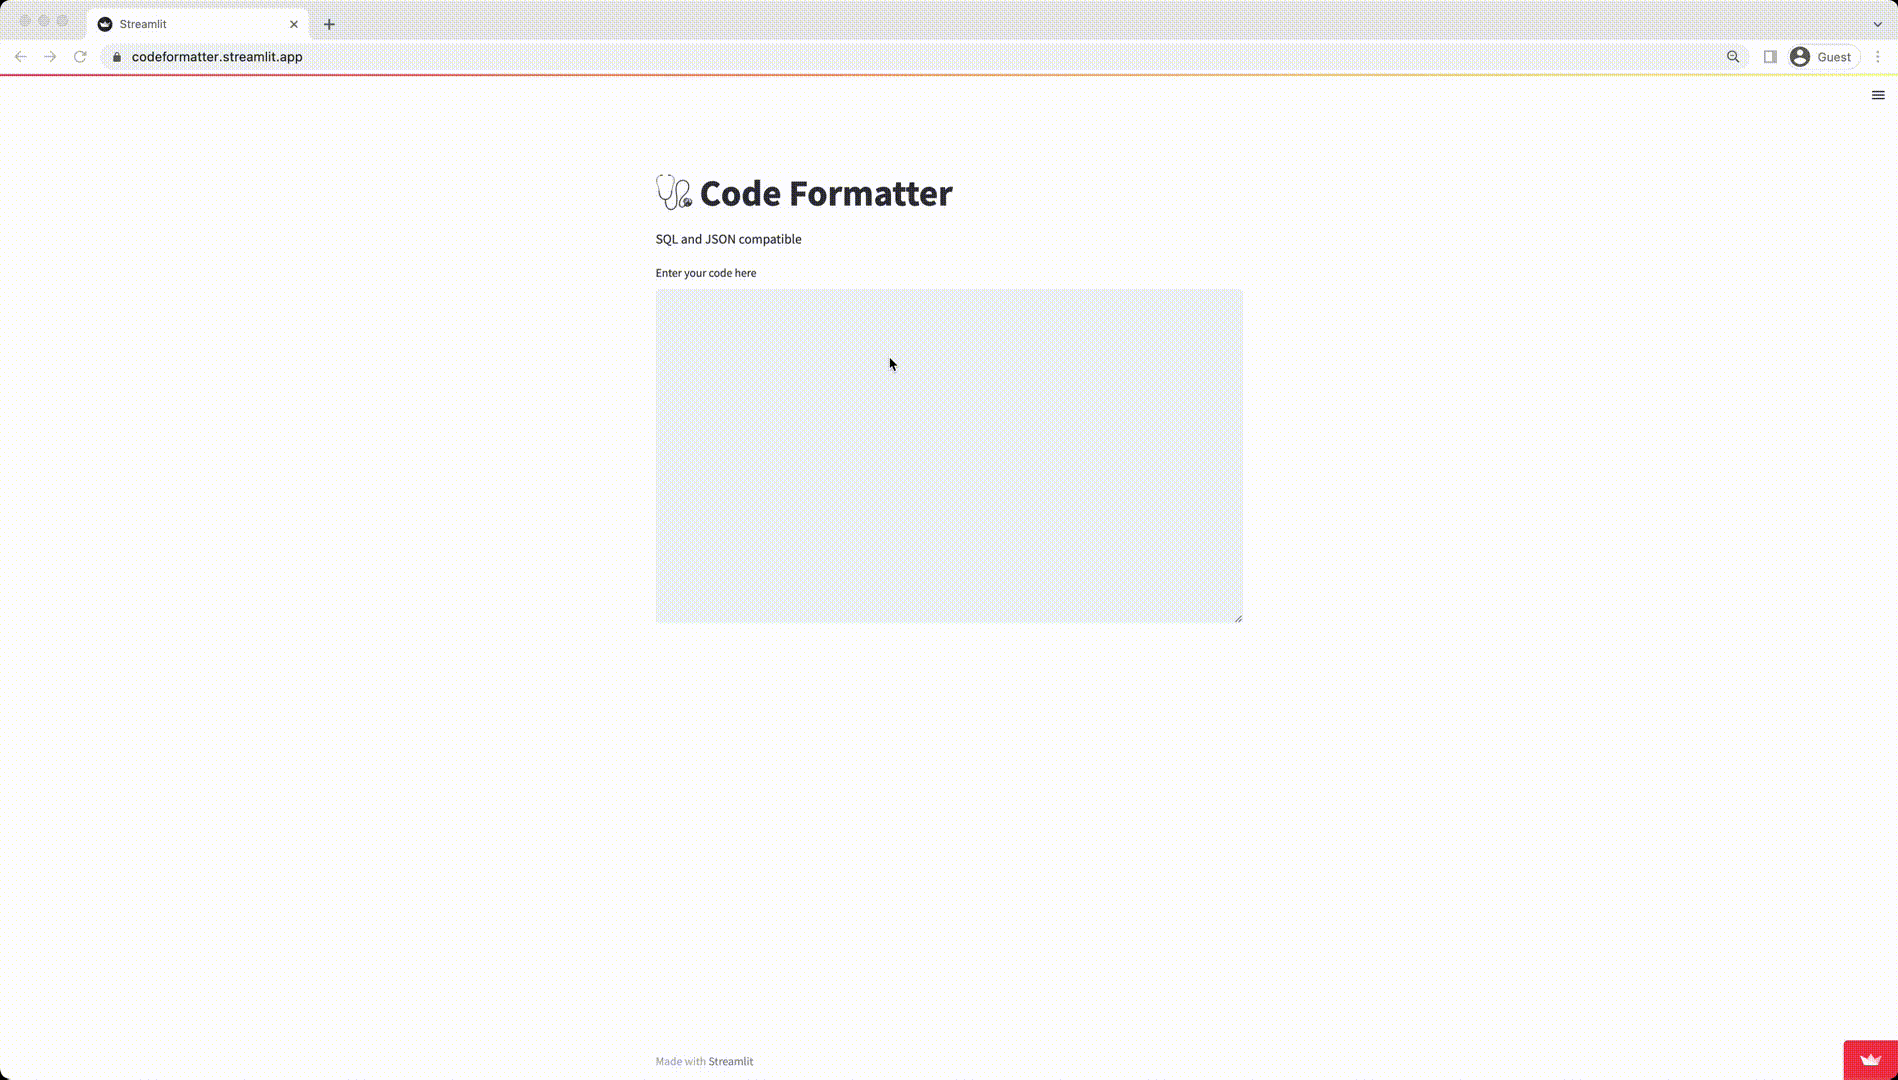 Streamlit
codeformatter.streamlit.app
Guest
Code Formatter
SQL and JSON compatible
Enter your code here
Made with Streamlit